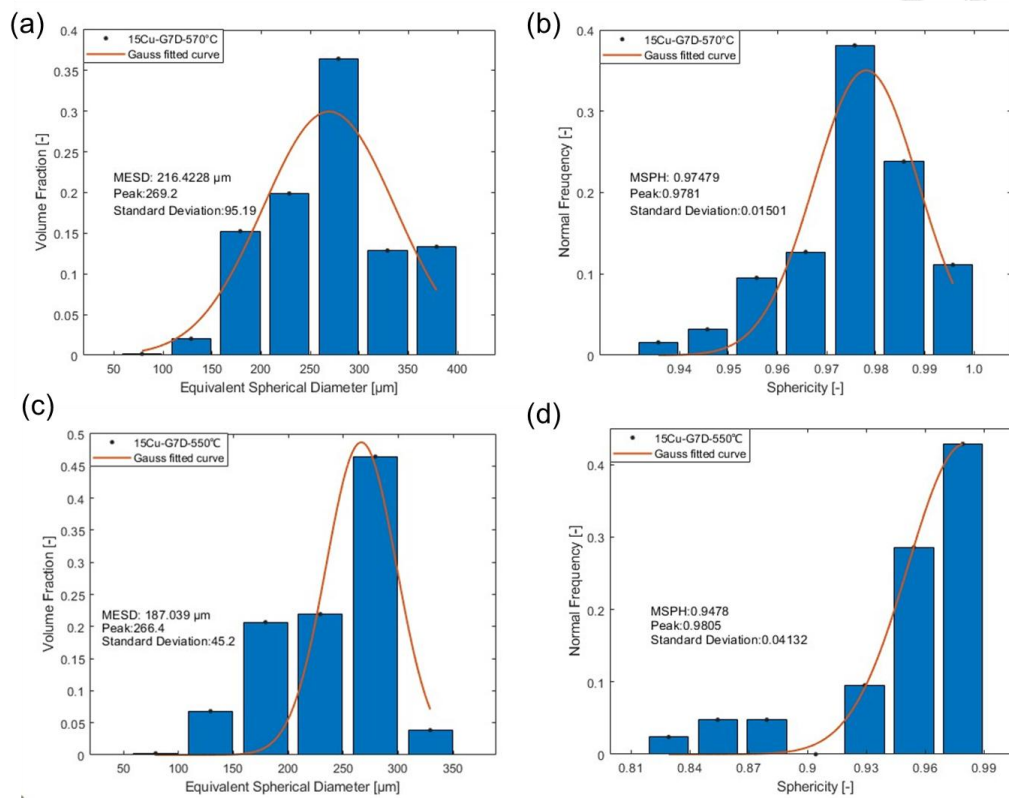 (a)
15Cu-G7D-570°C
Gauss fitted curve
MESD: 216.4228 µm
Peak:269.2
Standard Deviation:95.19
Volume Fraction [-]
0.4
0.35
0.3
0.25
0.2
0.15
0.1
0.05
0
50 100 150 200 250 300 350 400
Equivalent Spherical Diameter [µm]
(b)
15Cu-G7D-570°C
Gauss fitted curve
MSPH: 0.97479
Peak:0.9781
Standard Deviation:0.01501
Normal Freuqency [-]
0.4
0.3
0.2
0.1
0
0.94 0.95 0.96 0.97 0.98 0.99 1.0
Sphericity [-]
(c)
15Cu-G7D-550℃
Gauss fitted curve
MESD: 187.039 µm
Peak:266.4
Standard Deviation:45.2
Volume Fraction [-]
0.5
0.45
0.4
0.35
0.3
0.25
0.2
0.15
0.1
0.05
0
50 100 150 200 250 300 350
Equivalent Spherical Diameter [µm]
(d)
15Cu-G7D-550℃
Gauss fitted curve
MSPH:0.9478
Peak:0.9805
Standard Deviation:0.04132
Normal Frequency [-]
0.4
0.3
0.2
0.1
0
0.81 0.84 0.87 0.9 0.93 0.96 0.99
Sphericity [-]